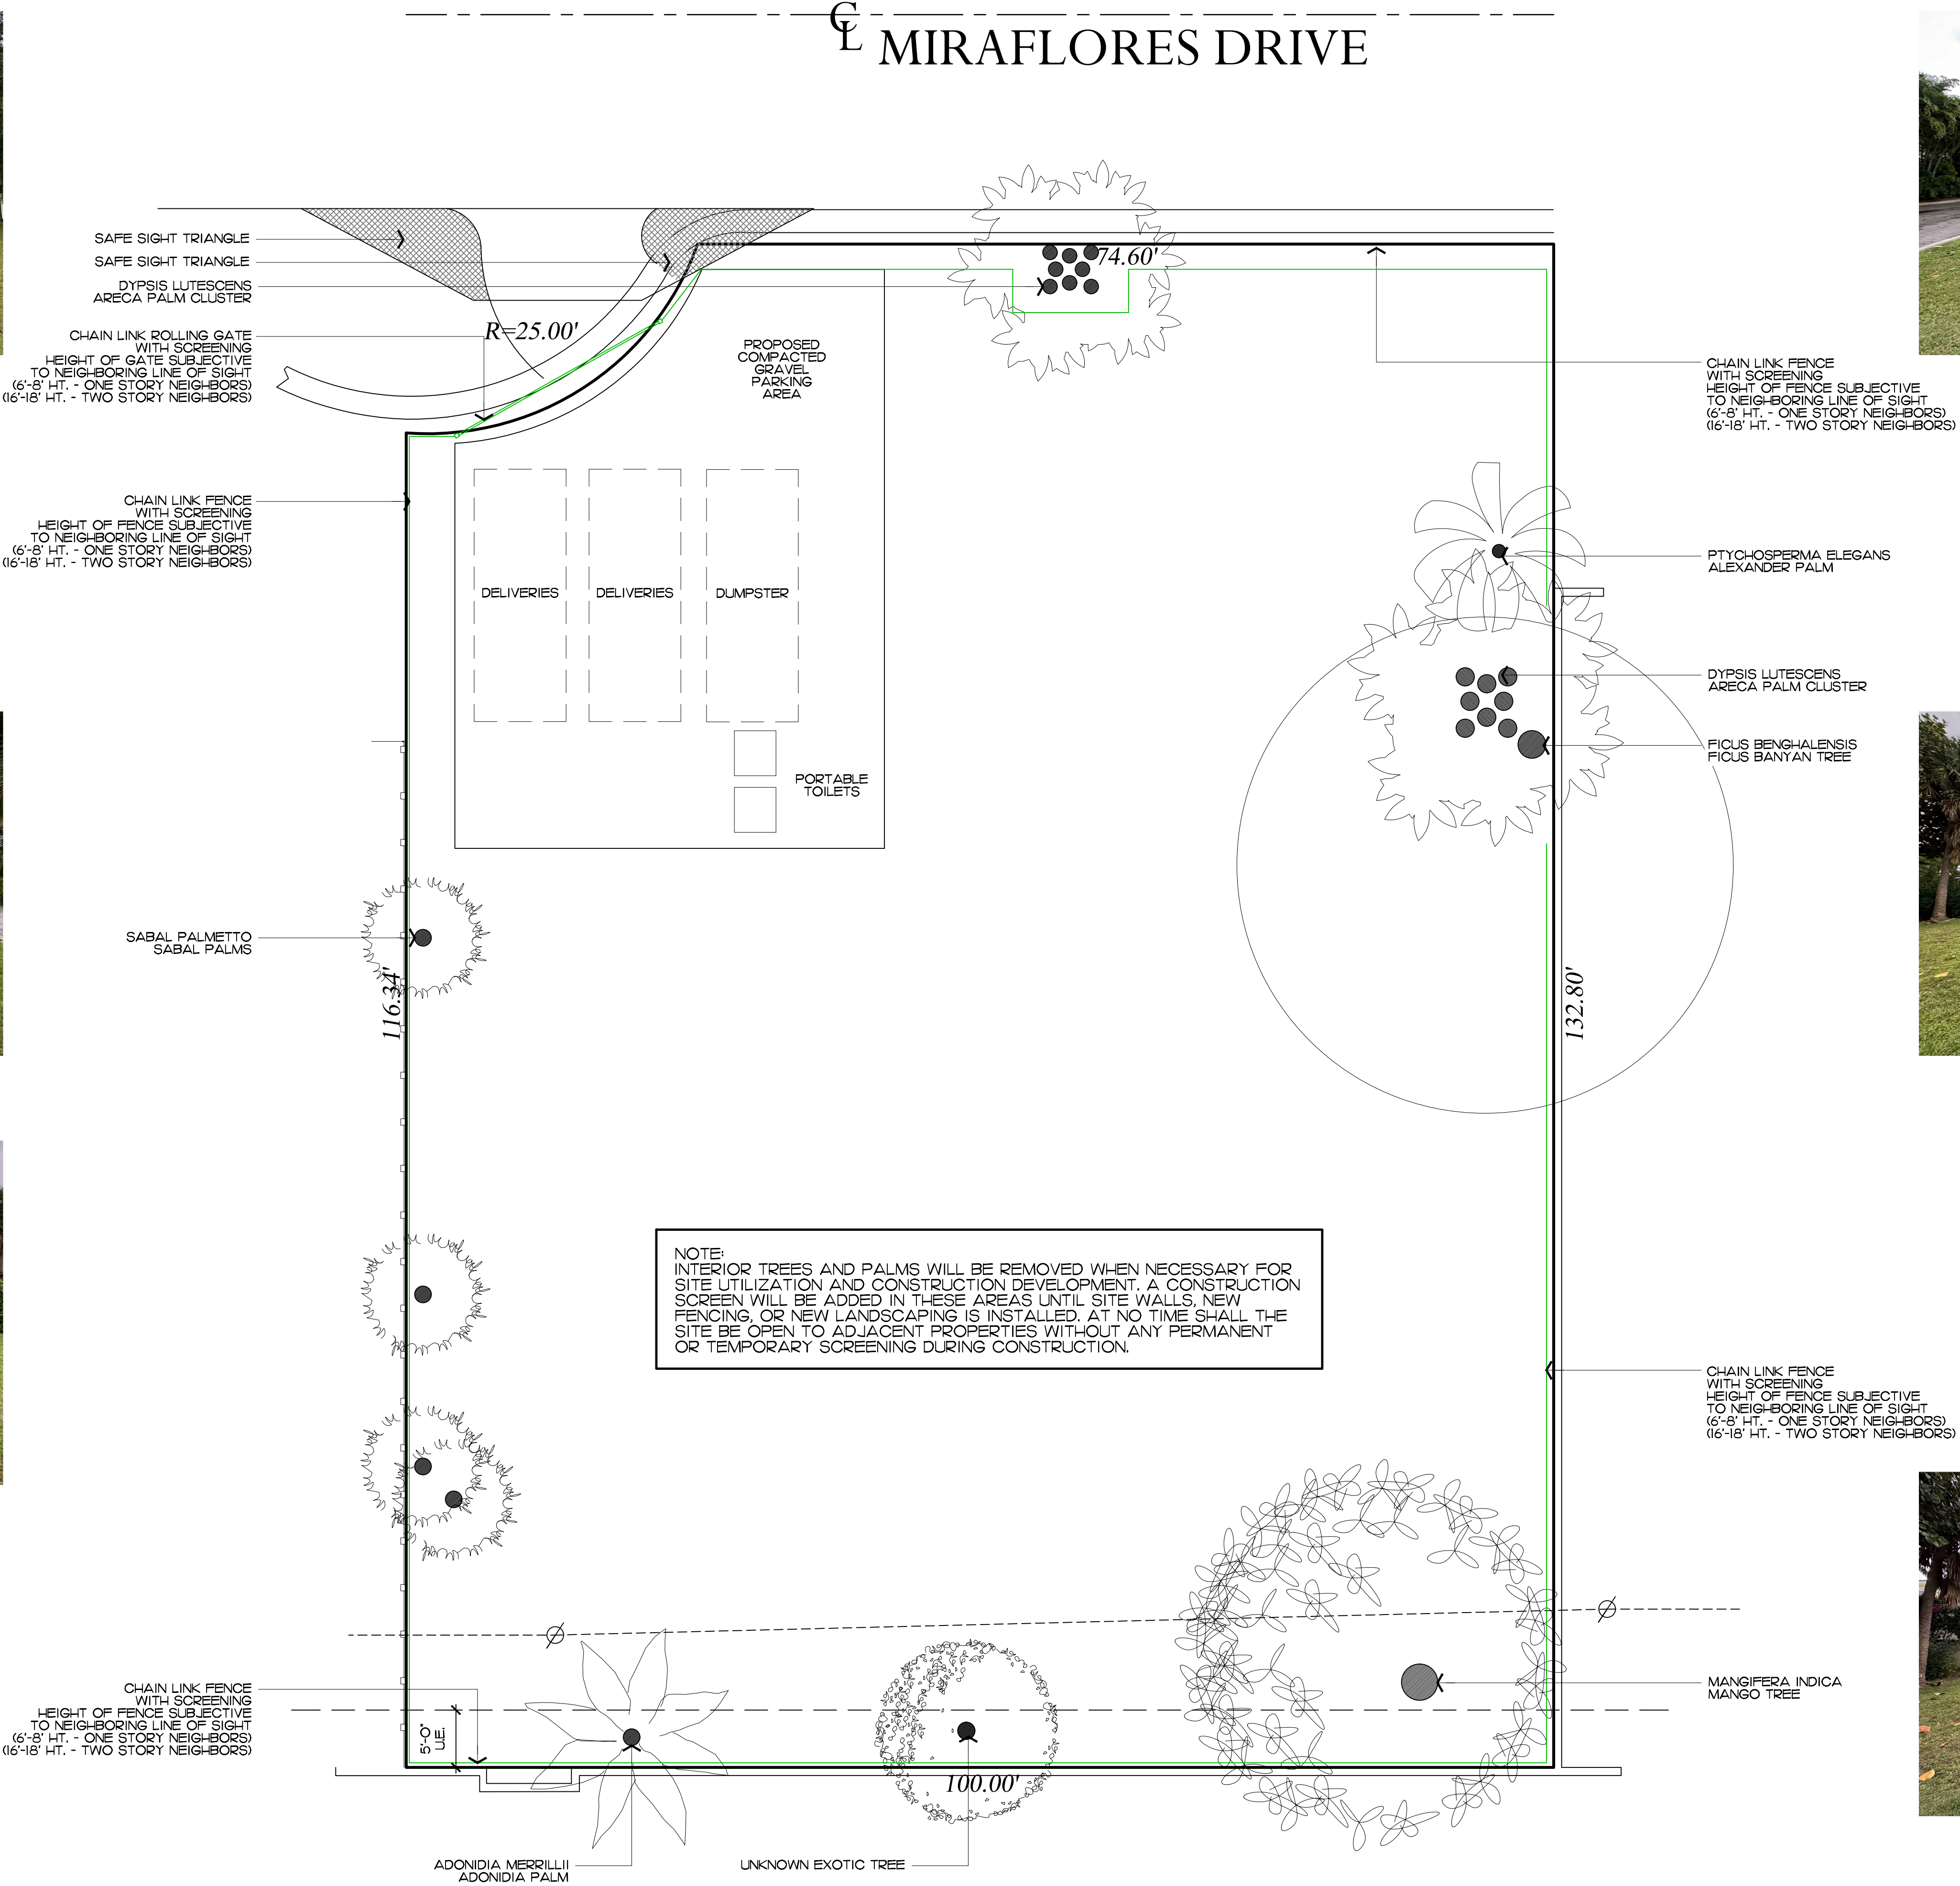 CL MIRAFLORES DRIVE
SAFE SIGHT TRIANGLE
SAFE SIGHT TRIANGLE
DYPSIS LUTESCENS
ARECA PALM CLUSTER
CHAIN LINK ROLLING GATE
WITH SCREENING
HEIGHT OF GATE SUBJECTIVE
TO NEIGHBORING LINE OF SIGHT
(6'-8' HT. - ONE STORY NEIGHBORS)
(16'-18' HT. - TWO STORY NEIGHBORS)
R=25.00'
74.60'
PROPOSED
COMPACTED
GRAVEL
PARKING
AREA
CHAIN LINK FENCE
WITH SCREENING
HEIGHT OF FENCE SUBJECTIVE
TO NEIGHBORING LINE OF SIGHT
(6'-8' HT. - ONE STORY NEIGHBORS)
(16'-18' HT. - TWO STORY NEIGHBORS)
CHAIN LINK FENCE
WITH SCREENING
HEIGHT OF FENCE SUBJECTIVE
TO NEIGHBORING LINE OF SIGHT
(6'-8' HT. - ONE STORY NEIGHBORS)
(16'-18' HT. - TWO STORY NEIGHBORS)
DELIVERIES
DELIVERIES
DUMPSTER
PORTABLE
TOILETS
PTYCHOSPERMA ELEGANS
ALEXANDER PALM
DYPSIS LUTESCENS
ARECA PALM CLUSTER
FICUS BENGHALENSIS
FICUS BANYAN TREE
SABAL PALMETTO
SABAL PALMS
116.34'
132.80'
NOTE:
INTERIOR TREES AND PALMS WILL BE REMOVED WHEN NECESSARY FOR
SITE UTILIZATION AND CONSTRUCTION DEVELOPMENT. A CONSTRUCTION
SCREEN WILL BE ADDED IN THESE AREAS UNTIL SITE WALLS, NEW
FENCING, OR NEW LANDSCAPING IS INSTALLED. AT NO TIME SHALL THE
SITE BE OPEN TO ADJACENT PROPERTIES WITHOUT ANY PERMANENT
OR TEMPORARY SCREENING DURING CONSTRUCTION.
CHAIN LINK FENCE
WITH SCREENING
HEIGHT OF FENCE SUBJECTIVE
TO NEIGHBORING LINE OF SIGHT
(6'-8' HT. - ONE STORY NEIGHBORS)
(16'-18' HT. - TWO STORY NEIGHBORS)
CHAIN LINK FENCE
WITH SCREENING
HEIGHT OF FENCE SUBJECTIVE
TO NEIGHBORING LINE OF SIGHT
(6'-8' HT. - ONE STORY NEIGHBORS)
(16'-18' HT. - TWO STORY NEIGHBORS)
5'-0"
U.E.
MANGIFERA INDICA
MANGO TREE
100.00'
ADONIDIA MERRILLII
ADONIDIA PALM
UNKNOWN EXOTIC TREE